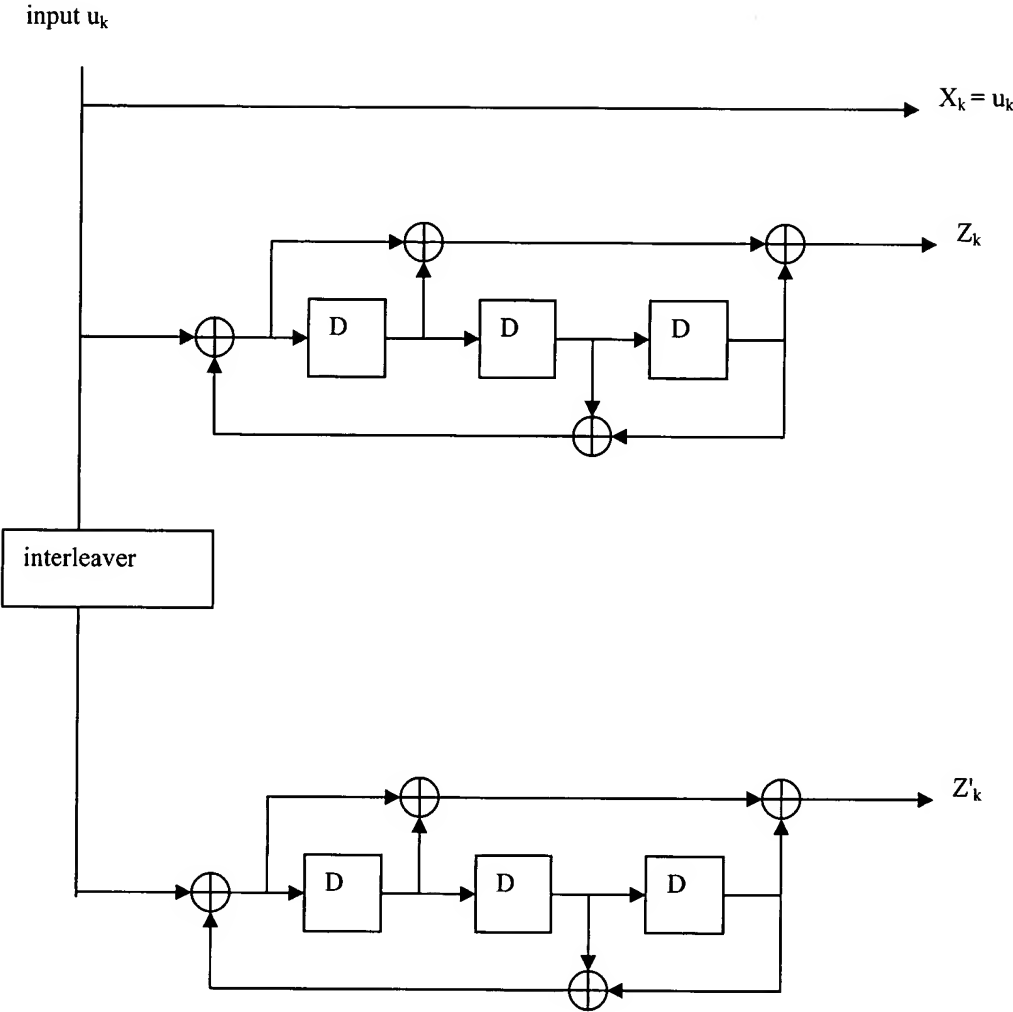 input uₖ
Xₖ = uₖ
Zₖ
D D D
interleaver
Z'ₖ
D D D